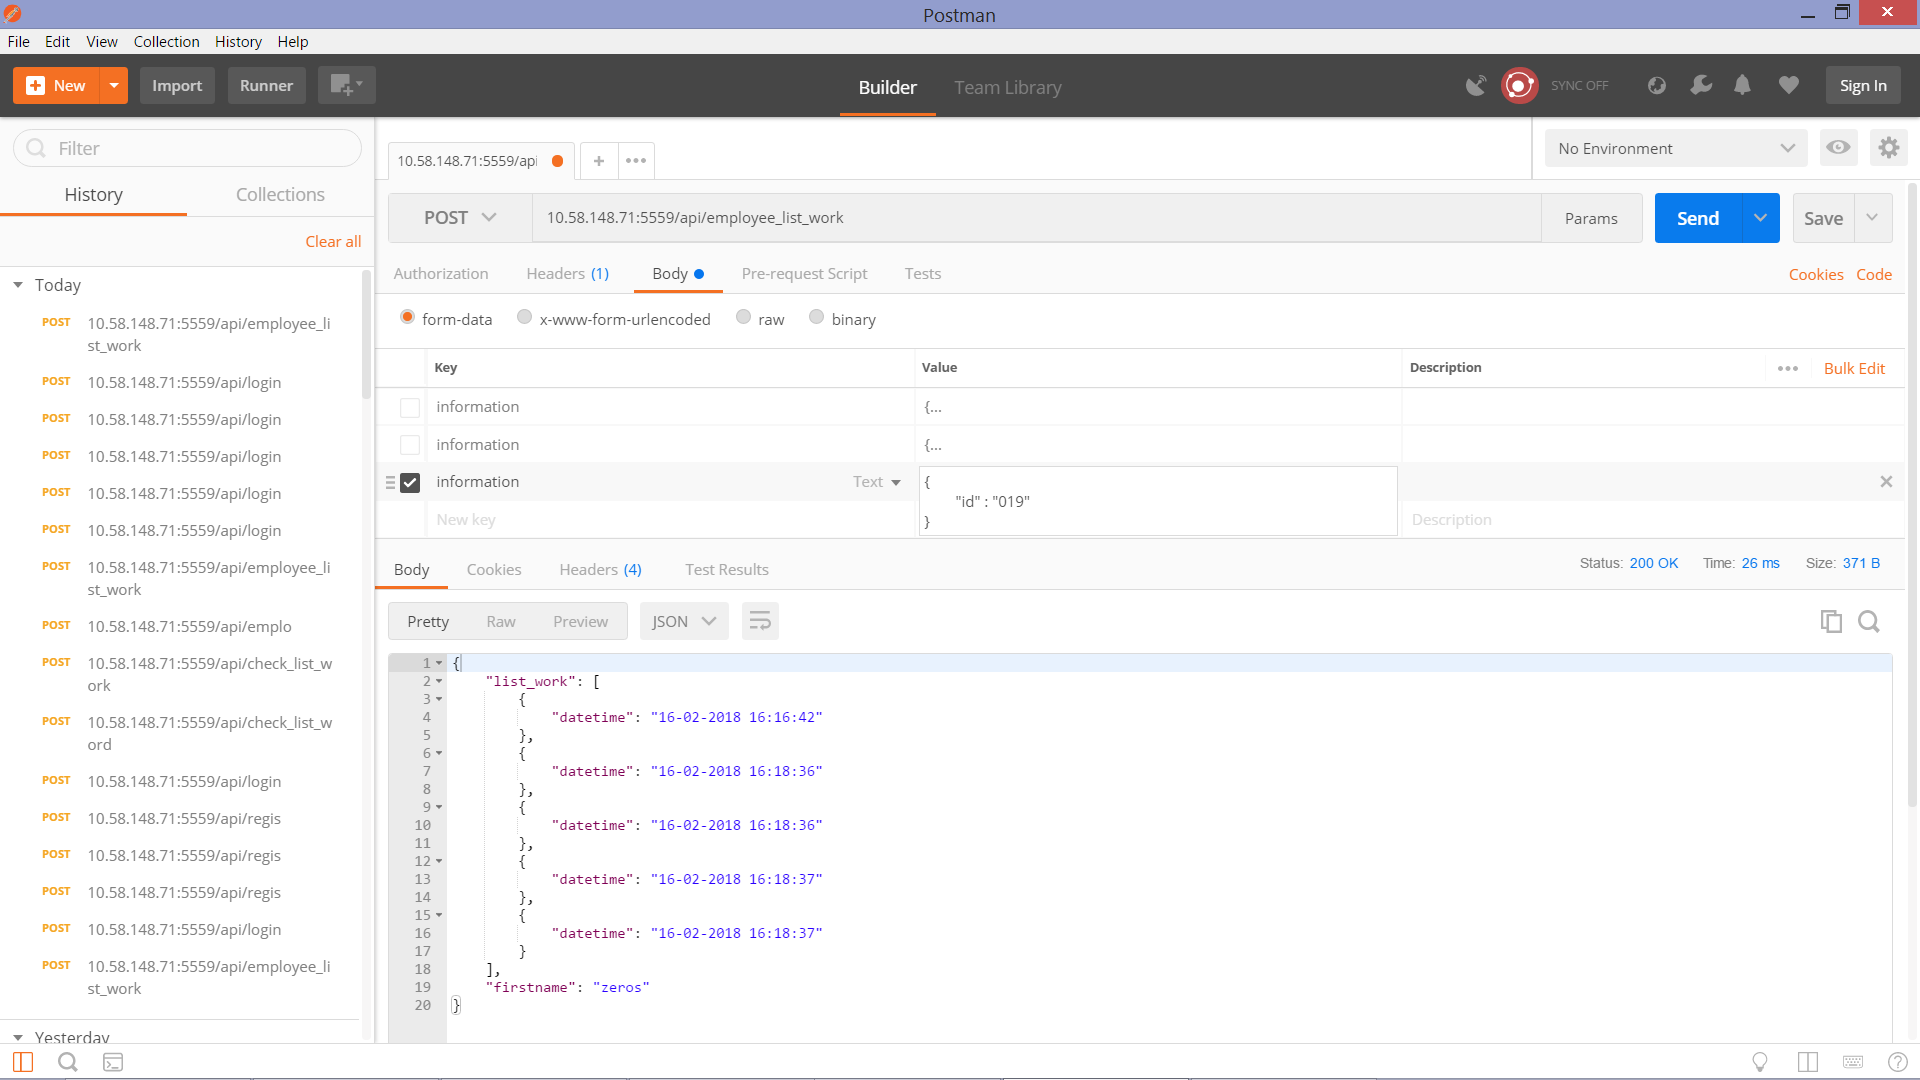 Postman
File Edit View Collection History Help
New Import Runner
Builder Team Library
SYNC OFF
Sign In
Filter
History Collections
Clear all
Today
POST 10.58.148.71:5559/api/employee_li
st_work
POST 10.58.148.71:5559/api/login
POST 10.58.148.71:5559/api/login
POST 10.58.148.71:5559/api/login
POST 10.58.148.71:5559/api/login
POST 10.58.148.71:5559/api/login
POST 10.58.148.71:5559/api/employee_li
st_work
POST 10.58.148.71:5559/api/emplo
POST 10.58.148.71:5559/api/check_list_w
ork
POST 10.58.148.71:5559/api/check_list_w
ord
POST 10.58.148.71:5559/api/login
POST 10.58.148.71:5559/api/regis
POST 10.58.148.71:5559/api/regis
POST 10.58.148.71:5559/api/regis
POST 10.58.148.71:5559/api/login
POST 10.58.148.71:5559/api/employee_li
st_work
Yesterday
10.58.148.71:5559/api
No Environment
POST 10.58.148.71:5559/api/employee_list_work Params Send Save
Authorization Headers (1) Body Pre-request Script Tests Cookies Code
form-data x-www-form-urlencoded raw binary
Key Value Description Bulk Edit
information {...
information {...
information Text {
"id" : "019"
}
New key Description
Body Cookies Headers (4) Test Results Status: 200 OK Time: 26 ms Size: 371 B
Pretty Raw Preview JSON
1 {
2 "list_work": [
3 {
4 "datetime": "16-02-2018 16:16:42"
5 },
6 {
7 "datetime": "16-02-2018 16:18:36"
8 },
9 {
10 "datetime": "16-02-2018 16:18:36"
11 },
12 {
13 "datetime": "16-02-2018 16:18:37"
14 },
15 {
16 "datetime": "16-02-2018 16:18:37"
17 }
18 ],
19 "firstname": "zeros"
20 }